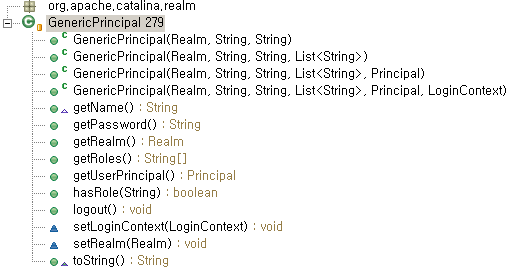 org.apache.catalina.realm
GenericPrincipal 279
GenericPrincipal(Realm, String, String)
GenericPrincipal(Realm, String, String, List<String>)
GenericPrincipal(Realm, String, String, List<String>, Principal)
GenericPrincipal(Realm, String, String, List<String>, Principal, LoginContext)
getName() : String
getPassword() : String
getRealm() : Realm
getRoles() : String[]
getUserPrincipal() : Principal
hasRole(String) : boolean
logout() : void
setLoginContext(LoginContext) : void
setRealm(Realm) : void
toString() : String